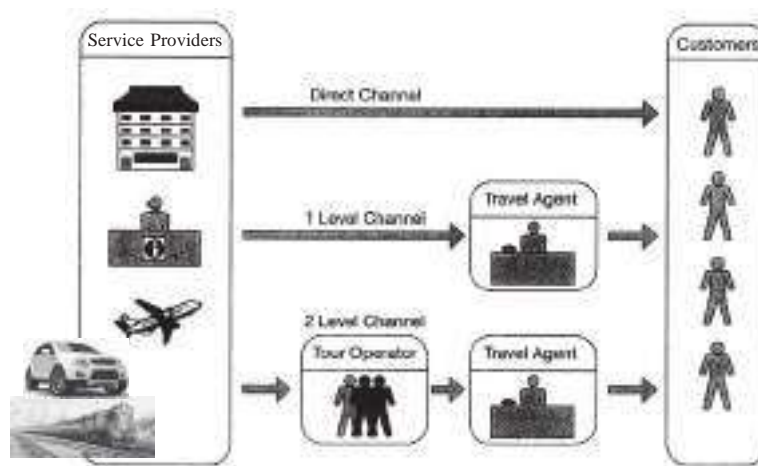 Service Providers
Customers
Direct Channel
Travel Agent
1 Level Channel
2 Level Channel
Tour Operator
Travel Agent